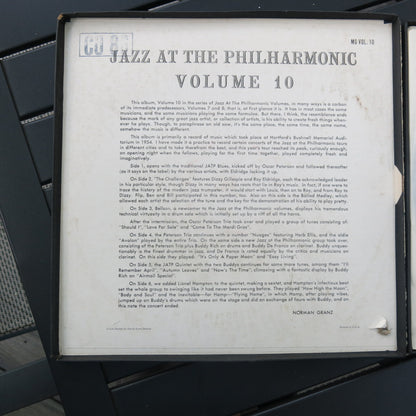 CO 82
MG VOL. 10
JAZZ AT THE PHILHARMONIC
VOLUME 10
This album, Volume 10 in the series of Jazz At The Philharmonic Volumes, in many ways is a carbon
of its immediate predecessors, Volumes 7 and 8; that is, at first glance it is. It has in most cases the same
musicians, and the same musicians playing the same formulae. But there, I think, the resemblance ends
because the mark of any great jazz artist, or collection of artists, is his ability to create fresh things when-
ever he plays. Though, to paraphrase an old saw, it's the same place, the same time, the same name,
somehow the music is different.
This album is primarily a record of music which took place at Hartford's Bushnell Memorial Audi-
torium in 1954. I have made it a practice to record certain concerts of the Jazz at the Philharmonic tours
in different cities and to take therefrom the best, and this year's tour reached its peak, curiously enough,
on opening night when the fellows, playing for the first time together, played completely fresh and
imaginatively.
Side 1, opens with the traditional JATP Blues, kicked off by Oscar Peterson and followed thereafter
(as it says on the label) by the various artists, with Eldridge tucking it up.
On Side 2, "The Challenges" features Dizzy Gillespie and Roy Eldridge, each the acknowledged leader
in his particular style, though Dizzy in many ways has roots that lie in Roy's music. In fact, if one were to
trace the history of the modern jazz trumpeter, it would start with Louis, then on to Roy, and from Roy to
Dizzy. Flip, Ben and Bill participated in this number, too. Also on this side is the Ballad Medley, which
allowed each artist the selection of the tune and the key for the demonstration of his ability to play pretty.
On Side 3, Bellson, a newcomer to the Jazz at the Philharmonic volumes, displays his tremendous
technical virtuosity in a drum solo which is initially set up by a riff of all the horns.
After the intermission, the Oscar Peterson Trio took over and played a group of tunes consisting of:
"Should I", "Love For Sale" and "Come To The Mardi Gras".
On Side 4, the Peterson Trio continues with a number "Nuages" featuring Herb Ellis, and the sidle
"Avalon" played by the entire trio. On the same side a new Jazz at the Philharmonic group took over,
consisting of the Peterson Trio plus Buddy Rich on drums and Buddy De Franco on clarinet. Buddy unques-
tionably is the finest drummer in jazz, and De Franco is rated equally by the critics and musicians on
clarinet. On this side they played: "It's Only A Paper Moon" and "Easy Living".
On Side 5, the JATP Quintet with the two Buddys continues for some more tunes, among them "I'll
Remember April", "Autumn Leaves" and "Now's The Time", climaxing with a fantastic display by Buddy
Rich on "Airmail Special".
On Side 6, we added Lionel Hampton to the quintet, making a sextet, and Hampton's infectious beat
set the whole group to swinging like it had never been swung before. They played "How High the Moon",
"Body and Soul" and the inevitable—for Hamp—"Flying Home", in which Hamp, after playing vibes,
jumped up on Buddy's drums which were on the stage and did an exchange of fours with Buddy, and on
this note the concert ended.
NORMAN GRANZ